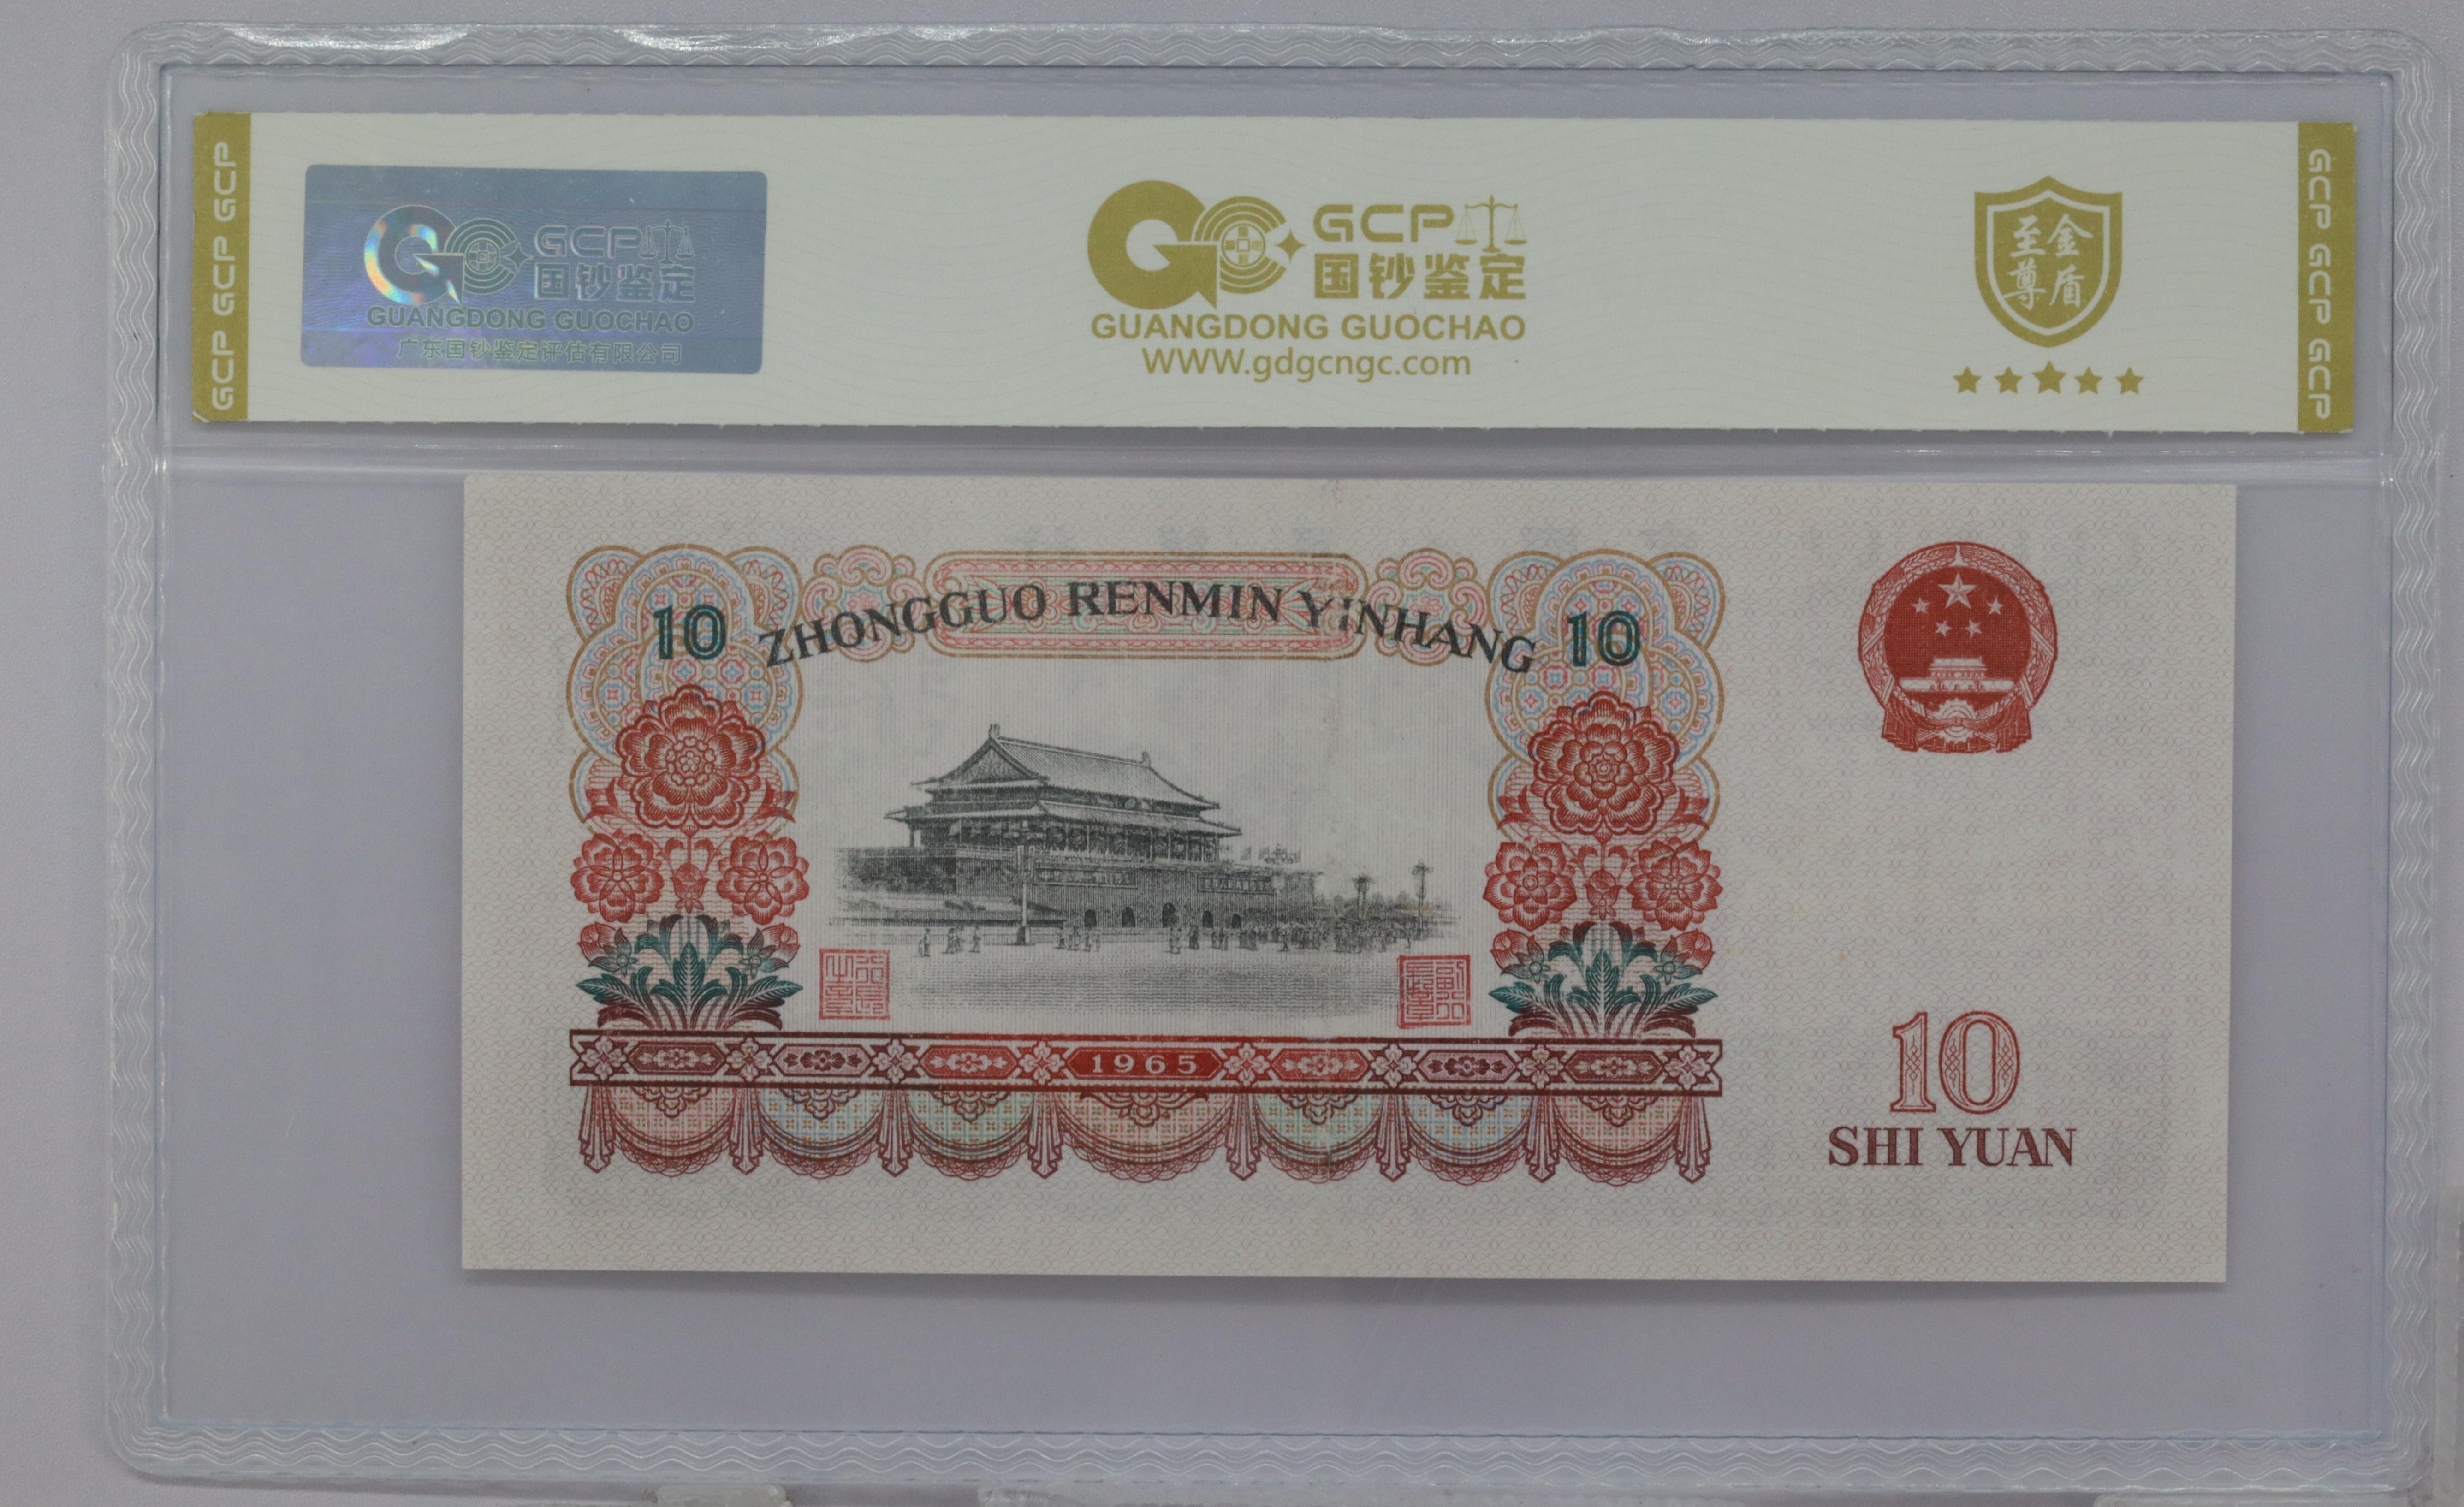 GCP GCP GCP
GCP
国钞鉴定
GUANGDONG GUOCHAO
广东国钞鉴定评估有限公司
GCP
国钞鉴定
GUANGDONG GUOCHAO
WWW.gdgcngc.com
至金
尊盾
GCP GCP GCP
10 ZHONGGUO RENMIN YINHANG 10
1965
10
SHI YUAN